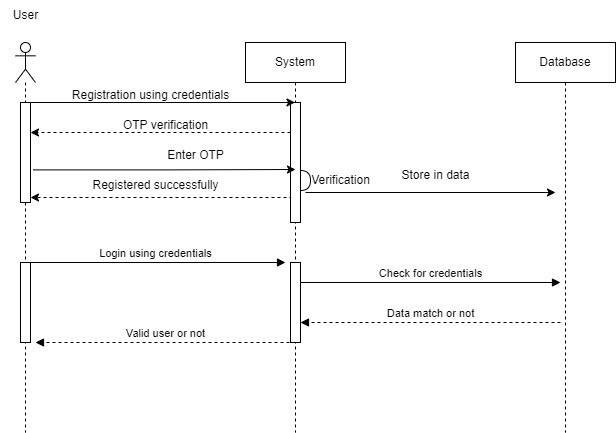 User
System
Database
Registration using credentials
OTP verification
Enter OTP
Verification
Store in data
Registered successfully
Login using credentials
Check for credentials
Data match or not
Valid user or not